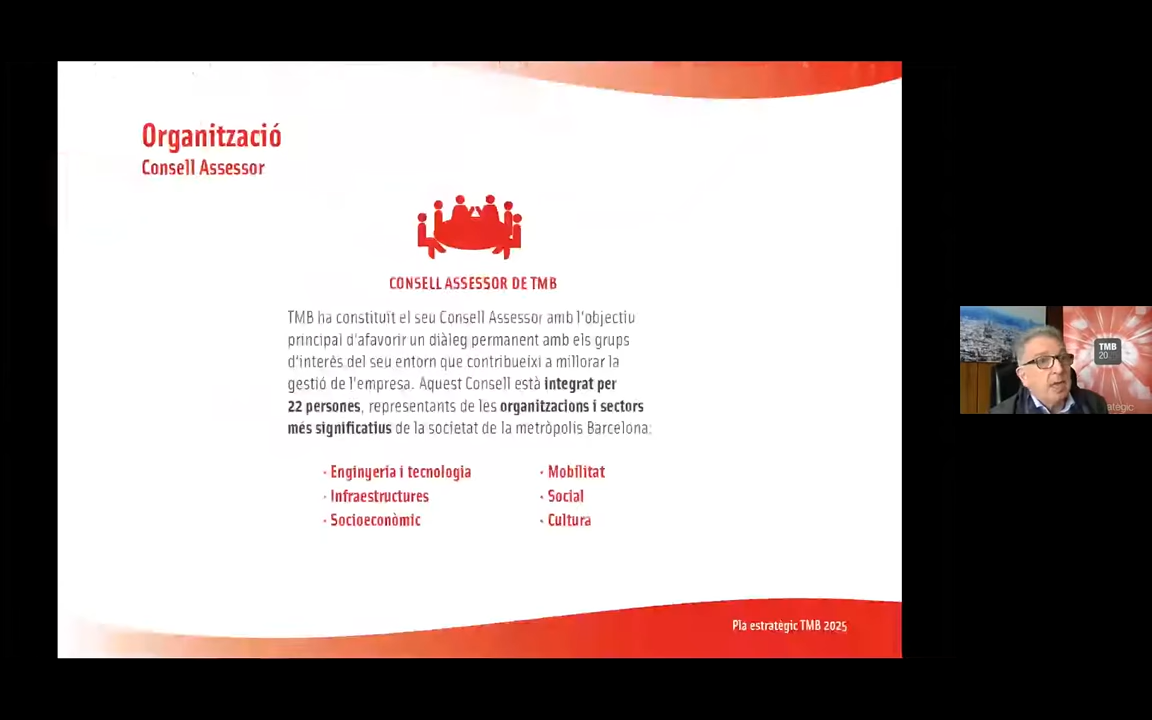 Organització
Consell Assessor
CONSELL ASSESSOR DE TMB
TMB ha constituït el seu Consell Assessor amb l'objectiu
principal d'afavorir un diàleg permanent amb els grups
d'interès del seu entorn que contribueixi a millorar la
gestió de l'empresa. Aquest Consell està integrat per
22 persones, representants de les organitzacions i sectors
més significatius de la societat de la metròpolis Barcelona:
· Enginyeria i tecnologia
· Infraestructures
· Socioeconòmic
· Mobilitat
· Social
· Cultura
Pla estratègic TMB 2025
TMB
20